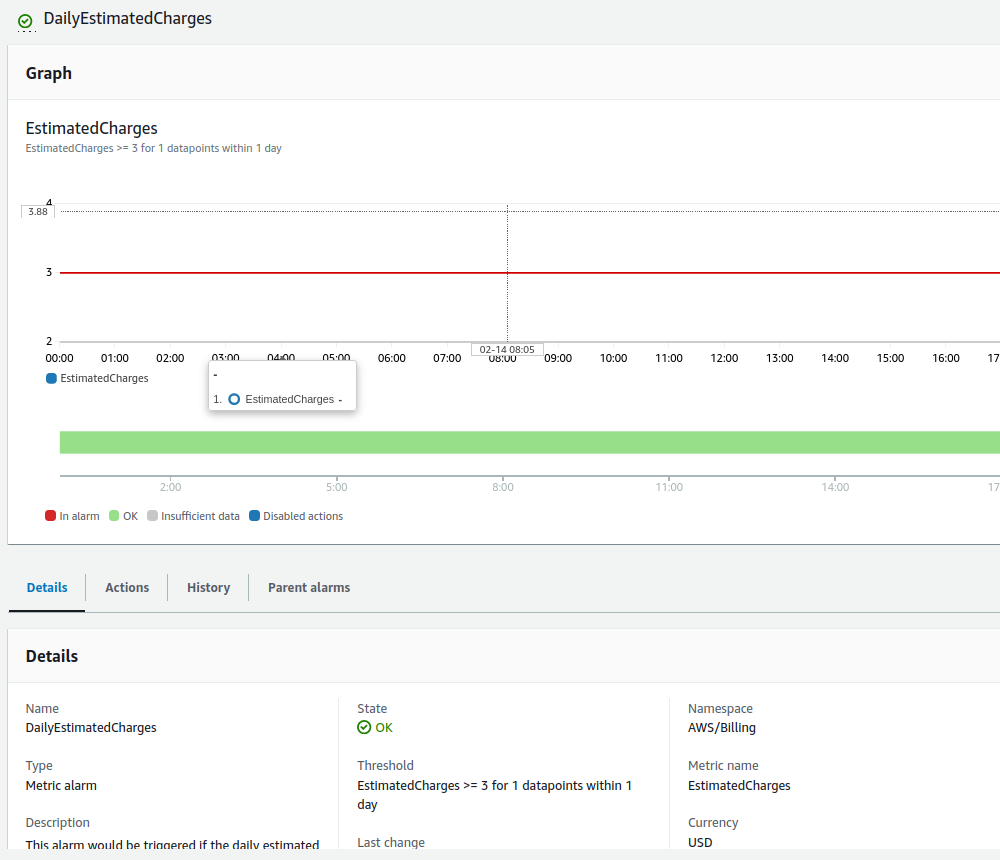 DailyEstimatedCharges
Graph
EstimatedCharges
EstimatedCharges >= 3 for 1 datapoints within 1 day
4
3.88
3
2
02-14 08:05
00:00 01:00 02:00 03:00 04:00 05:00 06:00 07:00 08:00 09:00 10:00 11:00 12:00 13:00 14:00 15:00 16:00 17
EstimatedCharges
-
1. EstimatedCharges -
2:00 5:00 8:00 11:00 14:00 17
In alarm OK Insufficient data Disabled actions
Details Actions History Parent alarms
Details
Name
DailyEstimatedCharges
State
OK
Namespace
AWS/Billing
Type
Metric alarm
Threshold
EstimatedCharges >= 3 for 1 datapoints within 1
day
Metric name
EstimatedCharges
Description
This alarm would be triggered if the daily estimated
Last change
Currency
USD